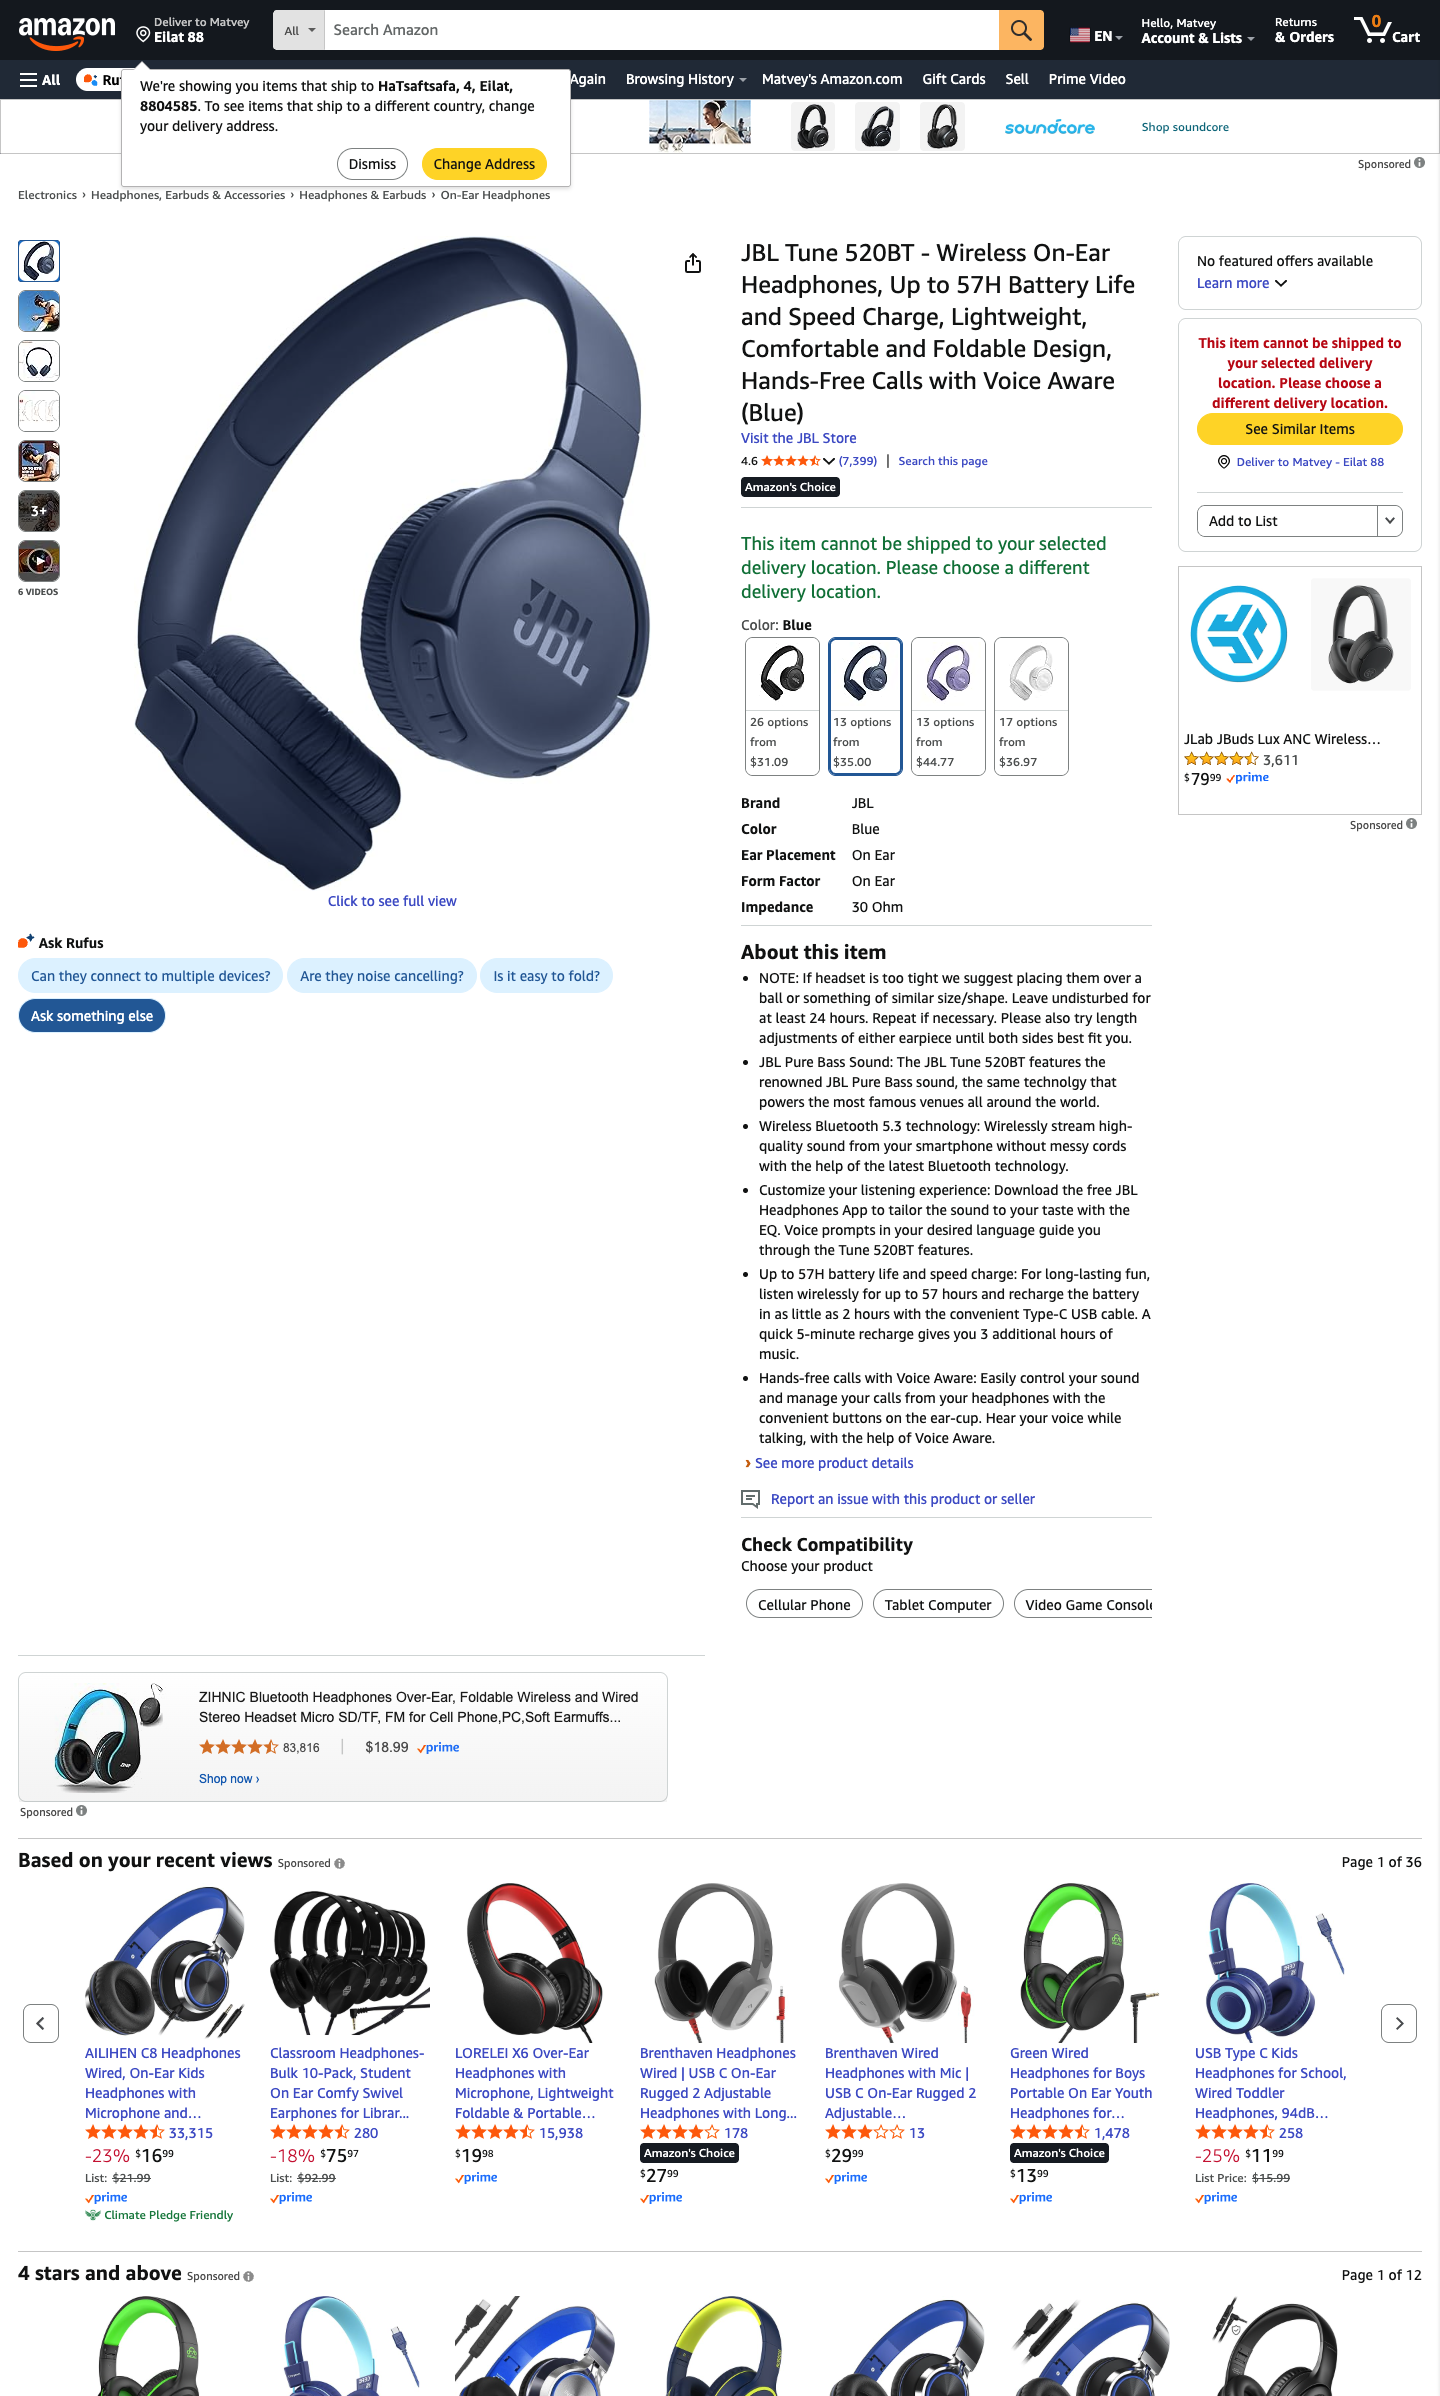 amazon
Deliver to Matvey
Eilat 88
All
Search Amazon
EN
Hello, Matvey
Account & Lists
Returns
& Orders
0
Cart
All
Ru
Again
Browsing History
Matvey's Amazon.com
Gift Cards
Sell
Prime Video
We're showing you items that ship to HaTsaftsafa, 4, Eilat,
8804585. To see items that ship to a different country, change
your delivery address.
Dismiss
Change Address
soundcore
Shop soundcore
Sponsored
Electronics › Headphones, Earbuds & Accessories › Headphones & Earbuds › On-Ear Headphones
3+
6 VIDEOS
JBL
Click to see full view
Ask Rufus
Can they connect to multiple devices?
Are they noise cancelling?
Is it easy to fold?
Ask something else
JBL Tune 520BT - Wireless On-Ear
Headphones, Up to 57H Battery Life
and Speed Charge, Lightweight,
Comfortable and Foldable Design,
Hands-Free Calls with Voice Aware
(Blue)
Visit the JBL Store
4.6 (7,399) | Search this page
Amazon's Choice
This item cannot be shipped to your selected
delivery location. Please choose a different
delivery location.
Color: Blue
26 options
from
$31.09
13 options
from
$35.00
13 options
from
$44.77
17 options
from
$36.97
Brand JBL
Color Blue
Ear Placement On Ear
Form Factor On Ear
Impedance 30 Ohm
About this item
• NOTE: If headset is too tight we suggest placing them over a
ball or something of similar size/shape. Leave undisturbed for
at least 24 hours. Repeat if necessary. Please also try length
adjustments of either earpiece until both sides best fit you.
• JBL Pure Bass Sound: The JBL Tune 520BT features the
renowned JBL Pure Bass sound, the same technolgy that
powers the most famous venues all around the world.
• Wireless Bluetooth 5.3 technology: Wirelessly stream high-
quality sound from your smartphone without messy cords
with the help of the latest Bluetooth technology.
• Customize your listening experience: Download the free JBL
Headphones App to tailor the sound to your taste with the
EQ. Voice prompts in your desired language guide you
through the Tune 520BT features.
• Up to 57H battery life and speed charge: For long-lasting fun,
listen wirelessly for up to 57 hours and recharge the battery
in as little as 2 hours with the convenient Type-C USB cable. A
quick 5-minute recharge gives you 3 additional hours of
music.
• Hands-free calls with Voice Aware: Easily control your sound
and manage your calls from your headphones with the
convenient buttons on the ear-cup. Hear your voice while
talking, with the help of Voice Aware.
› See more product details
Report an issue with this product or seller
Check Compatibility
Choose your product
Cellular Phone
Tablet Computer
Video Game Console
No featured offers available
Learn more
This item cannot be shipped to
your selected delivery
location. Please choose a
different delivery location.
See Similar Items
Deliver to Matvey - Eilat 88
Add to List
JLab JBuds Lux ANC Wireless...
3,611
$79.99 prime
Sponsored
ZIHNIC Bluetooth Headphones Over-Ear, Foldable Wireless and Wired
Stereo Headset Micro SD/TF, FM for Cell Phone,PC,Soft Earmuffs...
83,816 | $18.99 prime
Shop now ›
Sponsored
Based on your recent views Sponsored
Page 1 of 36
AILIHEN C8 Headphones
Wired, On-Ear Kids
Headphones with
Microphone and...
33,315
-23% $16.99
List: $21.99
prime
Climate Pledge Friendly
Classroom Headphones-
Bulk 10-Pack, Student
On Ear Comfy Swivel
Earphones for Librar...
280
-18% $75.97
List: $92.99
prime
LORELEI X6 Over-Ear
Headphones with
Microphone, Lightweight
Foldable & Portable...
15,938
$19.98
prime
Brenthaven Headphones
Wired | USB C On-Ear
Rugged 2 Adjustable
Headphones with Long...
178
Amazon's Choice
$27.99
prime
Brenthaven Wired
Headphones with Mic |
USB C On-Ear Rugged 2
Adjustable...
13
$29.99
prime
Green Wired
Headphones for Boys
Portable On Ear Youth
Headphones for...
1,478
Amazon's Choice
$13.99
prime
USB Type C Kids
Headphones for School,
Wired Toddler
Headphones, 94dB...
258
-25% $11.99
List Price: $15.99
prime
4 stars and above Sponsored
Page 1 of 12